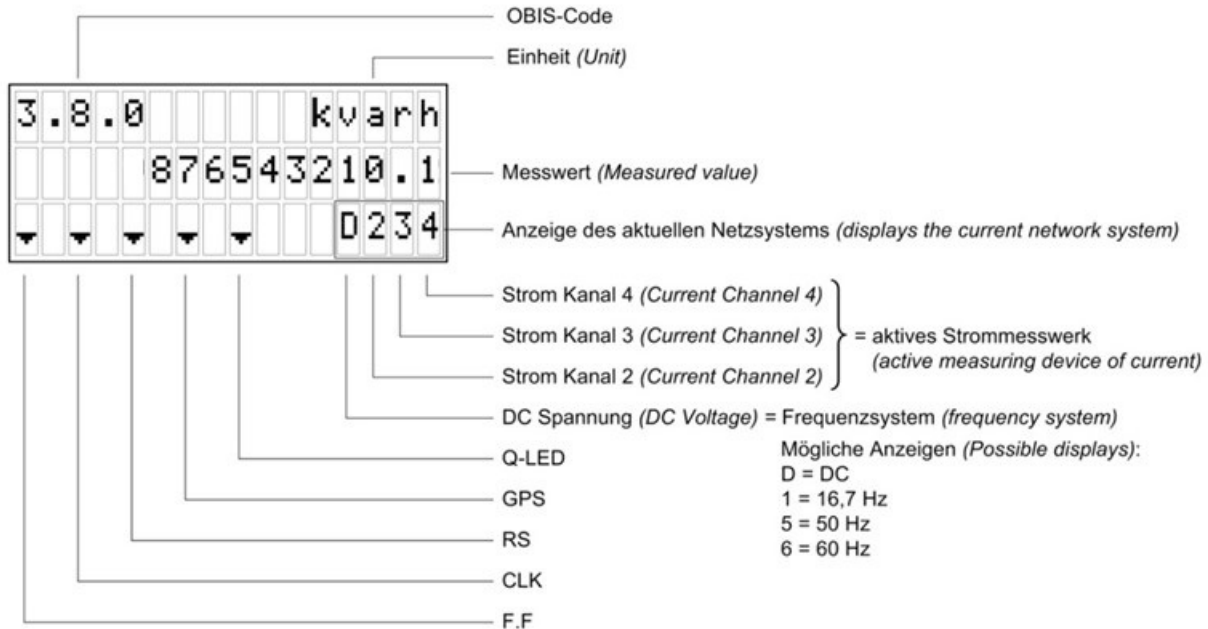 OBIS-Code
Einheit (Unit)
3.8.0 kvarh
876543210.1
Messwert (Measured value)
D234
Anzeige des aktuellen Netzsystems (displays the current network system)
Strom Kanal 4 (Current Channel 4)
Strom Kanal 3 (Current Channel 3)
= aktives Strommesswerk
(active measuring device of current)
Strom Kanal 2 (Current Channel 2)
DC Spannung (DC Voltage) = Frequenzsystem (frequency system)
Mögliche Anzeigen (Possible displays):
D = DC
1 = 16,7 Hz
5 = 50 Hz
6 = 60 Hz
Q-LED
GPS
RS
CLK
F.F